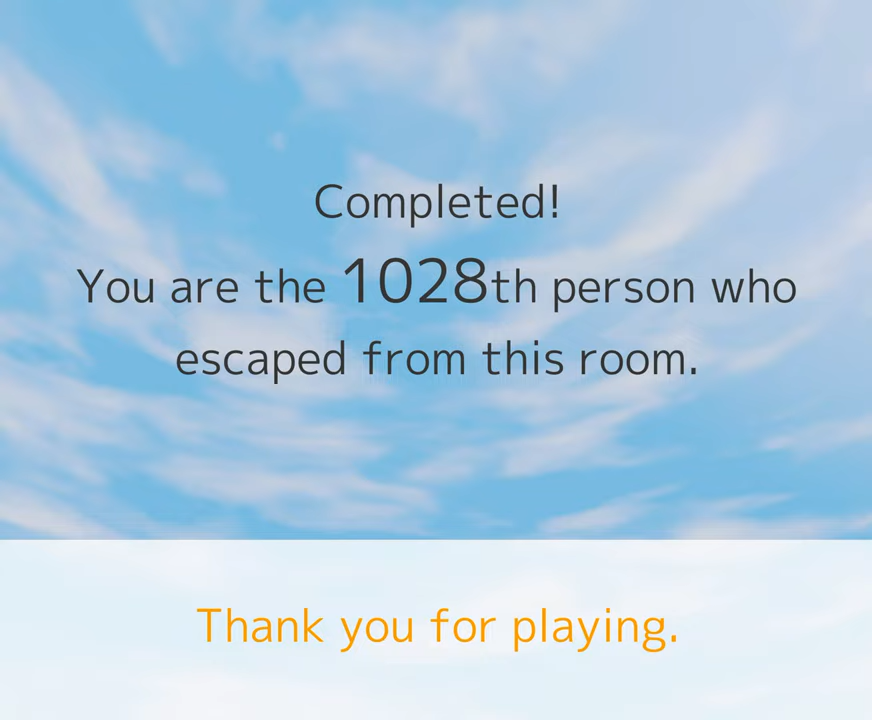 Completed!
You are the 1028th person who
escaped from this room.
Thank you for playing.